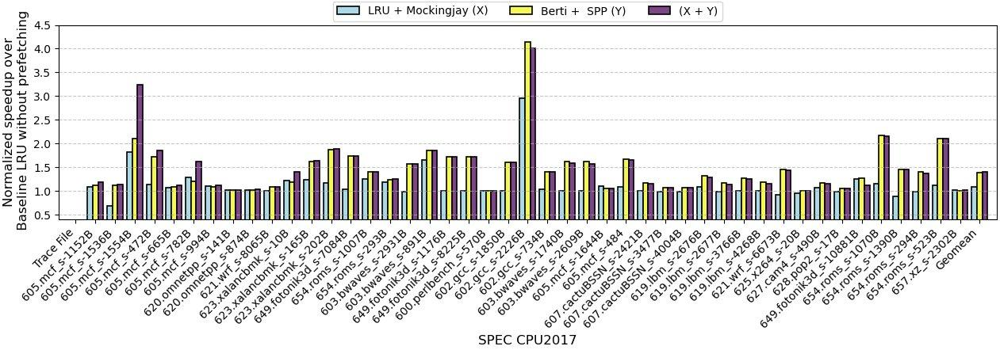 LRU + Mockingjay (X)
Berti + SPP (Y)
(X + Y)
Normalized speedup over
Baseline LRU without prefetching
4.5
4.0
3.5
3.0
2.5
2.0
1.5
1.0
0.5
Trace File
605.mcf_s-1152B
605.mcf_s-1536B
605.mcf_s-1554B
605.mcf_s-472B
605.mcf_s-665B
605.mcf_s-782B
605.mcf_s-994B
620.omnetpp_s-141B
620.omnetpp_s-874B
621.wrf_s-8065B
623.xalancbmk_s-10B
623.xalancbmk_s-165B
623.xalancbmk_s-202B
649.fotonik3d_s-7084B
654.roms_s-1007B
654.roms_s-293B
603.bwaves_s-2931B
603.bwaves_s-891B
649.fotonik3d_s-1176B
649.fotonik3d_s-8225B
600.perlbench_s-570B
602.gcc_s-1850B
602.gcc_s-2226B
602.gcc_s-734B
603.bwaves_s-1740B
603.bwaves_s-2609B
605.mcf_s-1644B
605.mcf_s-484
607.cactuBSSN_s-2421B
607.cactuBSSN_s-3477B
607.cactuBSSN_s-4004B
619.lbm_s-2676B
619.lbm_s-2677B
619.lbm_s-3766B
619.lbm_s-4268B
621.wrf_s-6673B
625.x264_s-20B
627.cam4_s-490B
628.pop2_s-17B
649.fotonik3d_s-10881B
654.roms_s-1070B
654.roms_s-1390B
654.roms_s-294B
654.roms_s-523B
657.xz_s-2302B
Geomean
SPEC CPU2017